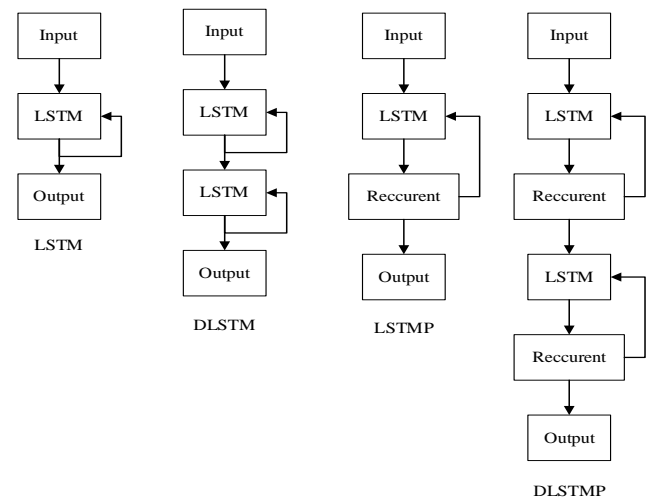 Input
LSTM
Output
LSTM
Input
LSTM
LSTM
Output
DLSTM
Input
LSTM
Reccurent
Output
LSTMP
Input
LSTM
Reccurent
LSTM
Reccurent
Output
DLSTMP